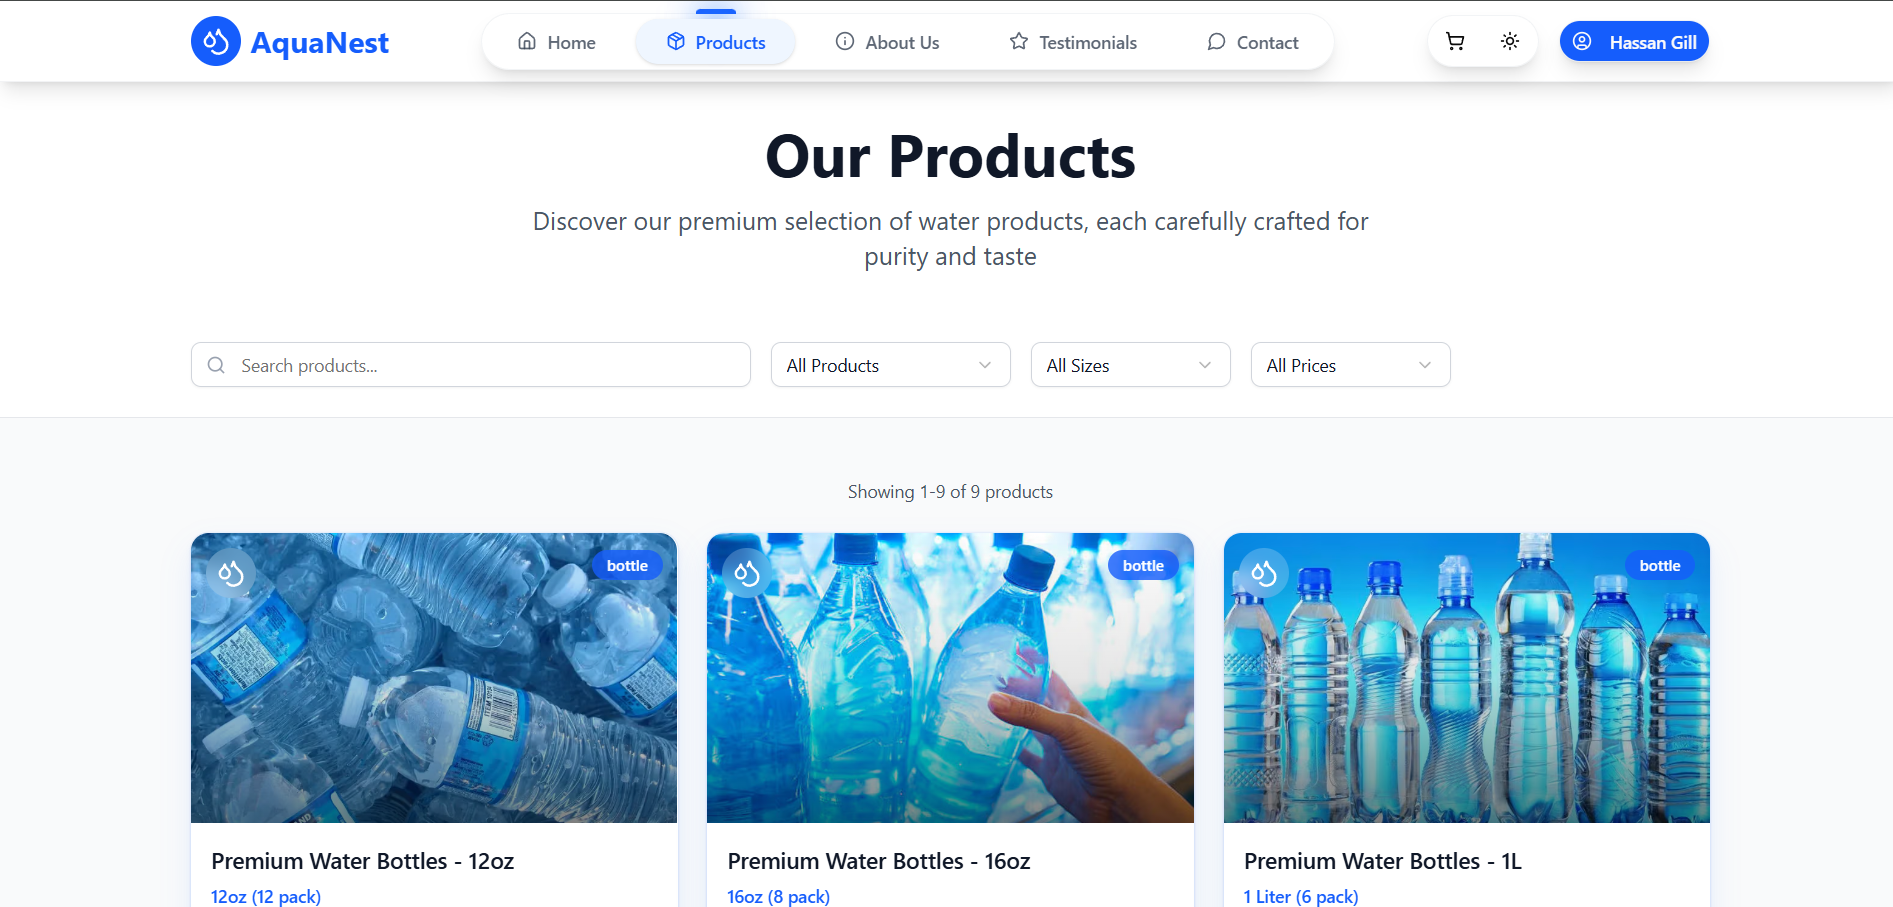 AquaNest
Home
Products
About Us
Testimonials
Contact
Hassan Gill
Our Products
Discover our premium selection of water products, each carefully crafted for
purity and taste
Search products...
All Products
All Sizes
All Prices
Showing 1-9 of 9 products
bottle
bottle
bottle
Premium Water Bottles - 12oz
12oz (12 pack)
Premium Water Bottles - 16oz
16oz (8 pack)
Premium Water Bottles - 1L
1 Liter (6 pack)